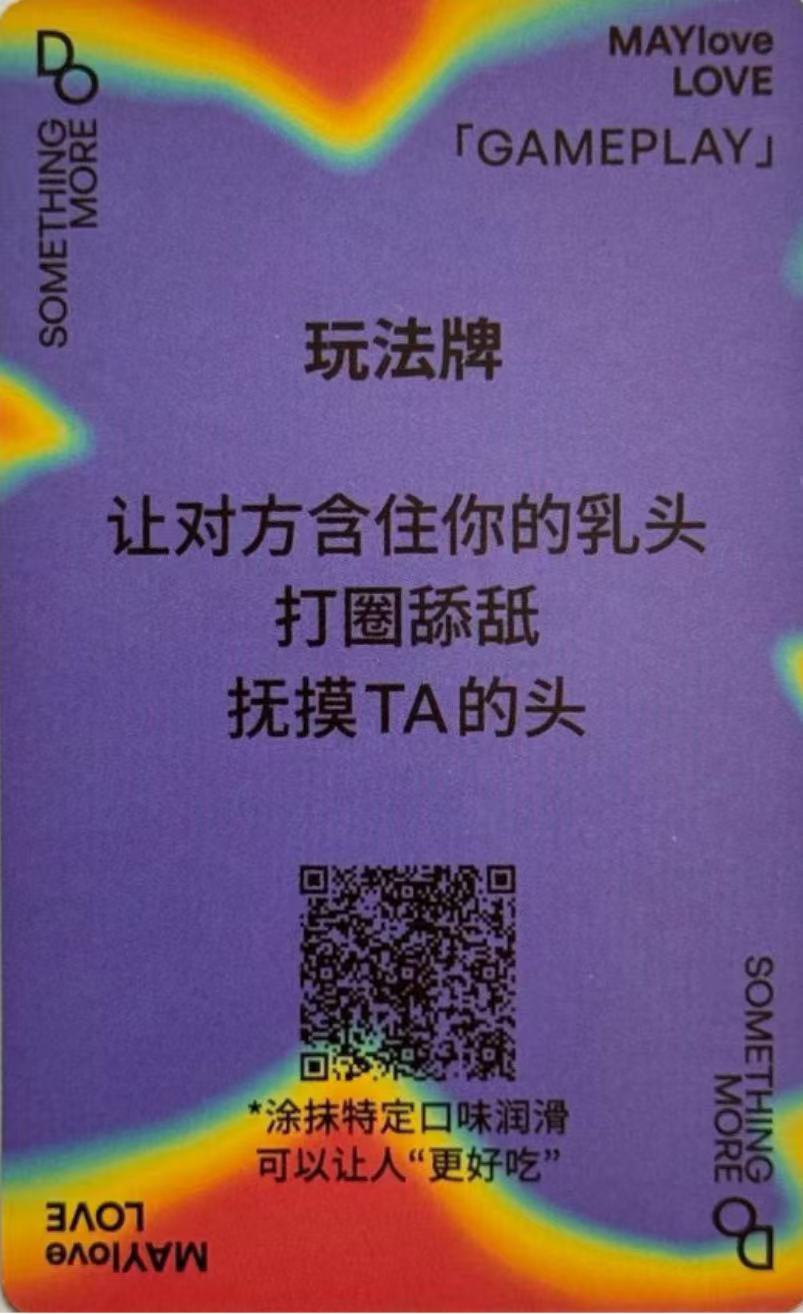 DO
SOMETHING
MORE
MAYlove
LOVE
「GAMEPLAY」
玩法牌
让对方含住你的乳头
打圈舔舐
抚摸TA的头
*涂抹特定口味润滑
可以让人“更好吃”
SOMETHING
MORE
DO
MAYlove
LOVE